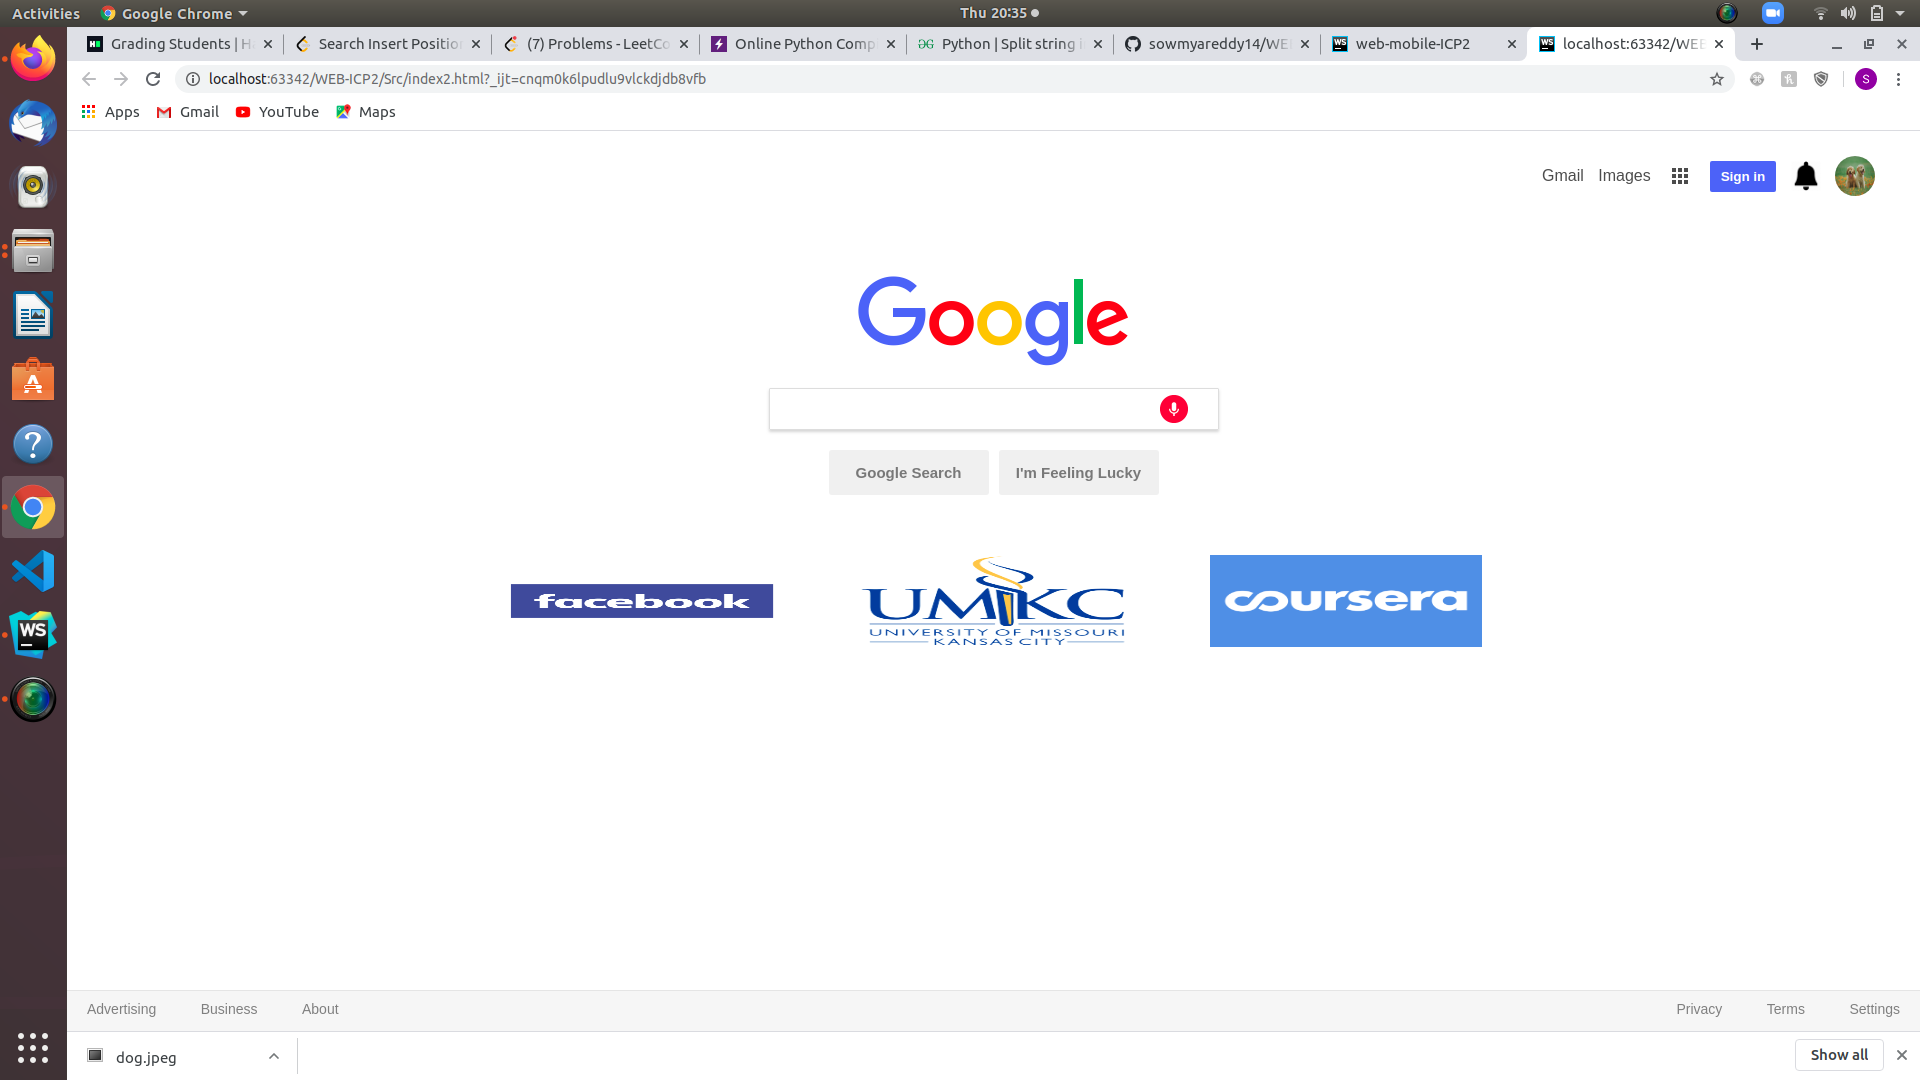 Activities Google Chrome Thu 20:35
Grading Students | H Search Insert Position (7) Problems - LeetCo Online Python Comp Python | Split string i sowmyareddy14/WE web-mobile-ICP2 localhost:63342/WEB
localhost:63342/WEB-ICP2/Src/index2.html?_ijt=cnqm0k6lpudlu9vlckdjdb8vfb S
Apps Gmail YouTube Maps
Gmail Images Sign in
Google
Google Search I'm Feeling Lucky
facebook UMKC coursera
UNIVERSITY OF MISSOURI
KANSAS CITY
WS
Advertising Business About Privacy Terms Settings
dog.jpeg Show all